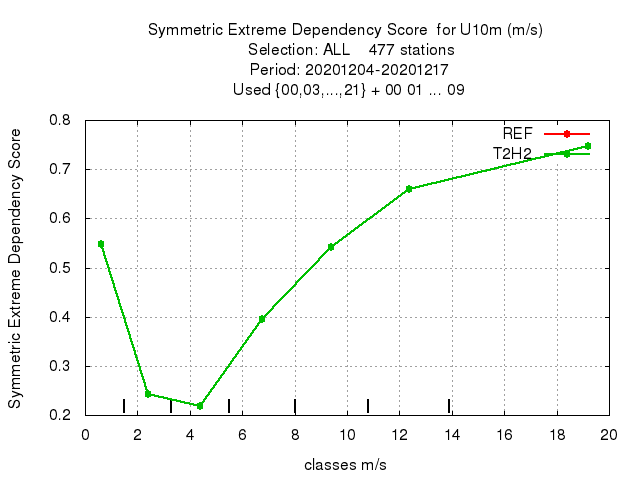 Symmetric Extreme Dependency Score for U10m (m/s)
Selection: ALL 477 stations
Period: 20201204-20201217
Used {00,03,...,21} + 00 01 ... 09
Symmetric Extreme Dependency Score
0.8
0.7
0.6
0.5
0.4
0.3
0.2
REF
T2H2
0 2 4 6 8 10 12 14 16 18 20
classes m/s